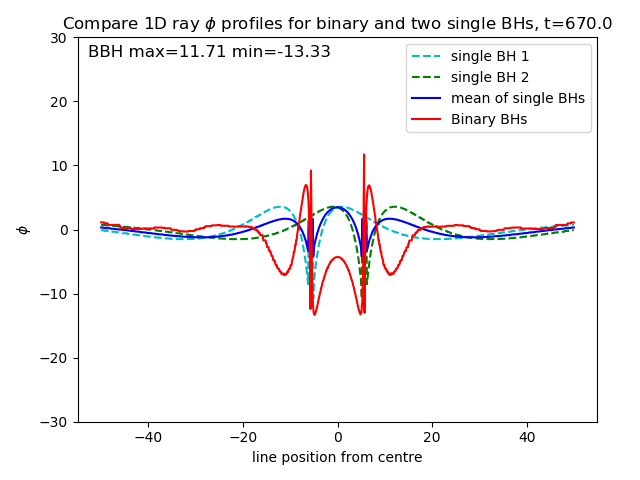 Compare 1D ray ϕ profiles for binary and two single BHs, t=670.0
BBH max=11.71 min=-13.33
single BH 1
single BH 2
mean of single BHs
Binary BHs
30
20
10
0
−10
−20
−30
ϕ
−40
−20
0
20
40
line position from centre